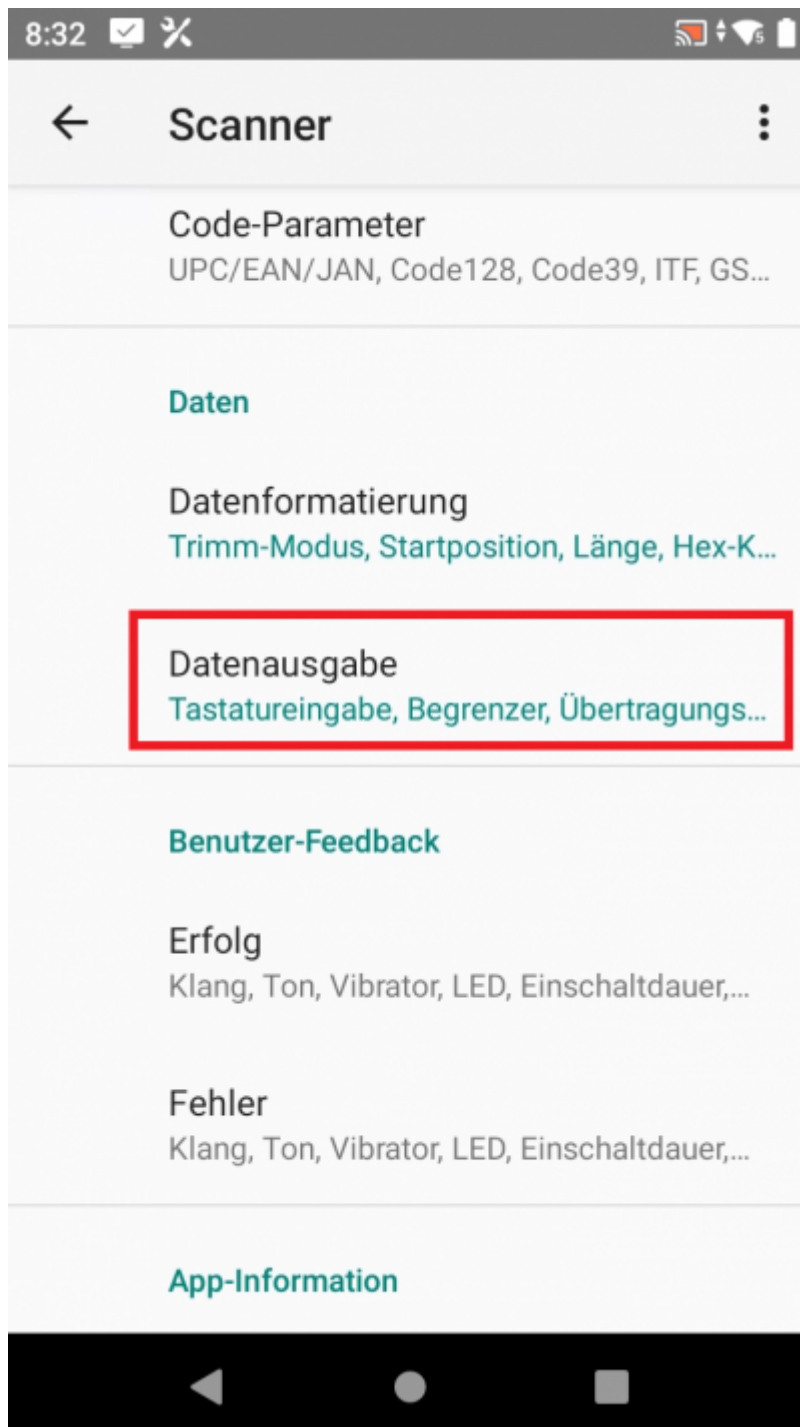 8:32
Scanner
Code-Parameter
UPC/EAN/JAN, Code128, Code39, ITF, GS...
Daten
Datenformatierung
Trimm-Modus, Startposition, Länge, Hex-K...
Datenausgabe
Tastatureingabe, Begrenzer, Übertragungs...
Benutzer-Feedback
Erfolg
Klang, Ton, Vibrator, LED, Einschaltdauer,...
Fehler
Klang, Ton, Vibrator, LED, Einschaltdauer,...
App-Information